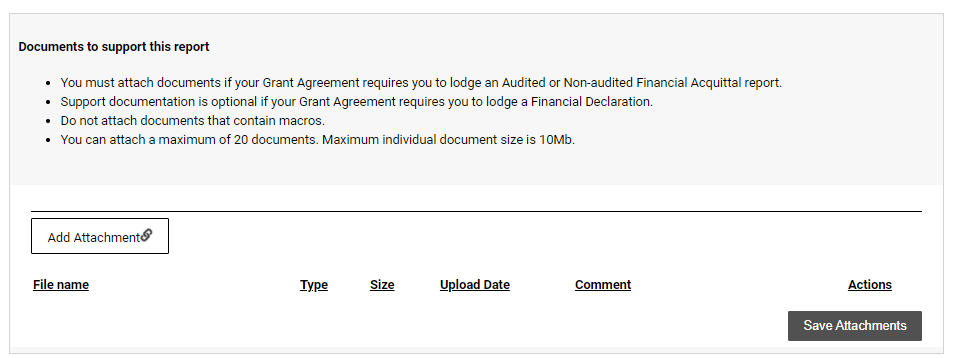 Documents to support this report
You must attach documents if your Grant Agreement requires you to lodge an Audited or Non-audited Financial Acquittal report.
Support documentation is optional if your Grant Agreement requires you to lodge a Financial Declaration.
Do not attach documents that contain macros.
You can attach a maximum of 20 documents. Maximum individual document size is 10Mb.
Add Attachment
File name Type Size Upload Date Comment Actions
Save Attachments